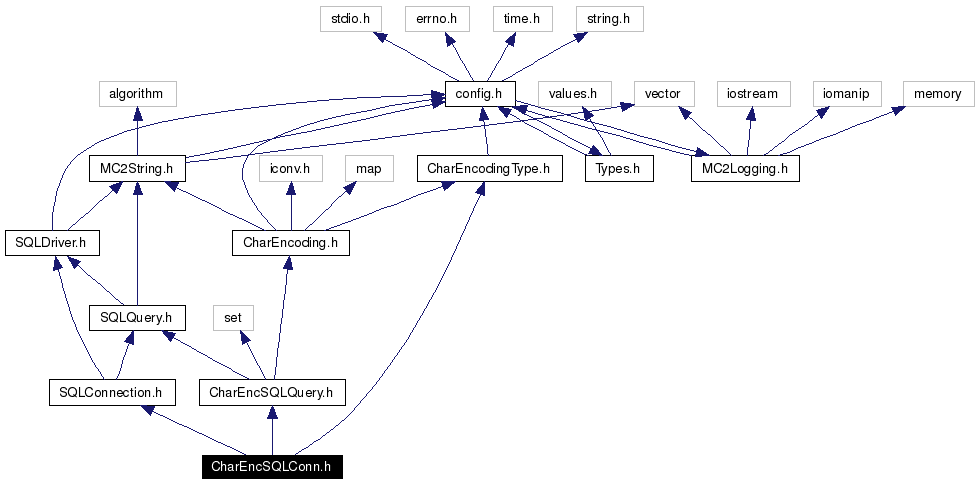 stdio.h
errno.h
time.h
string.h
algorithm
config.h
values.h
vector
iostream
iomanip
memory
MC2String.h
iconv.h
map
CharEncodingType.h
Types.h
MC2Logging.h
SQLDriver.h
CharEncoding.h
SQLQuery.h
set
SQLConnection.h
CharEncSQLQuery.h
CharEncSQLConn.h